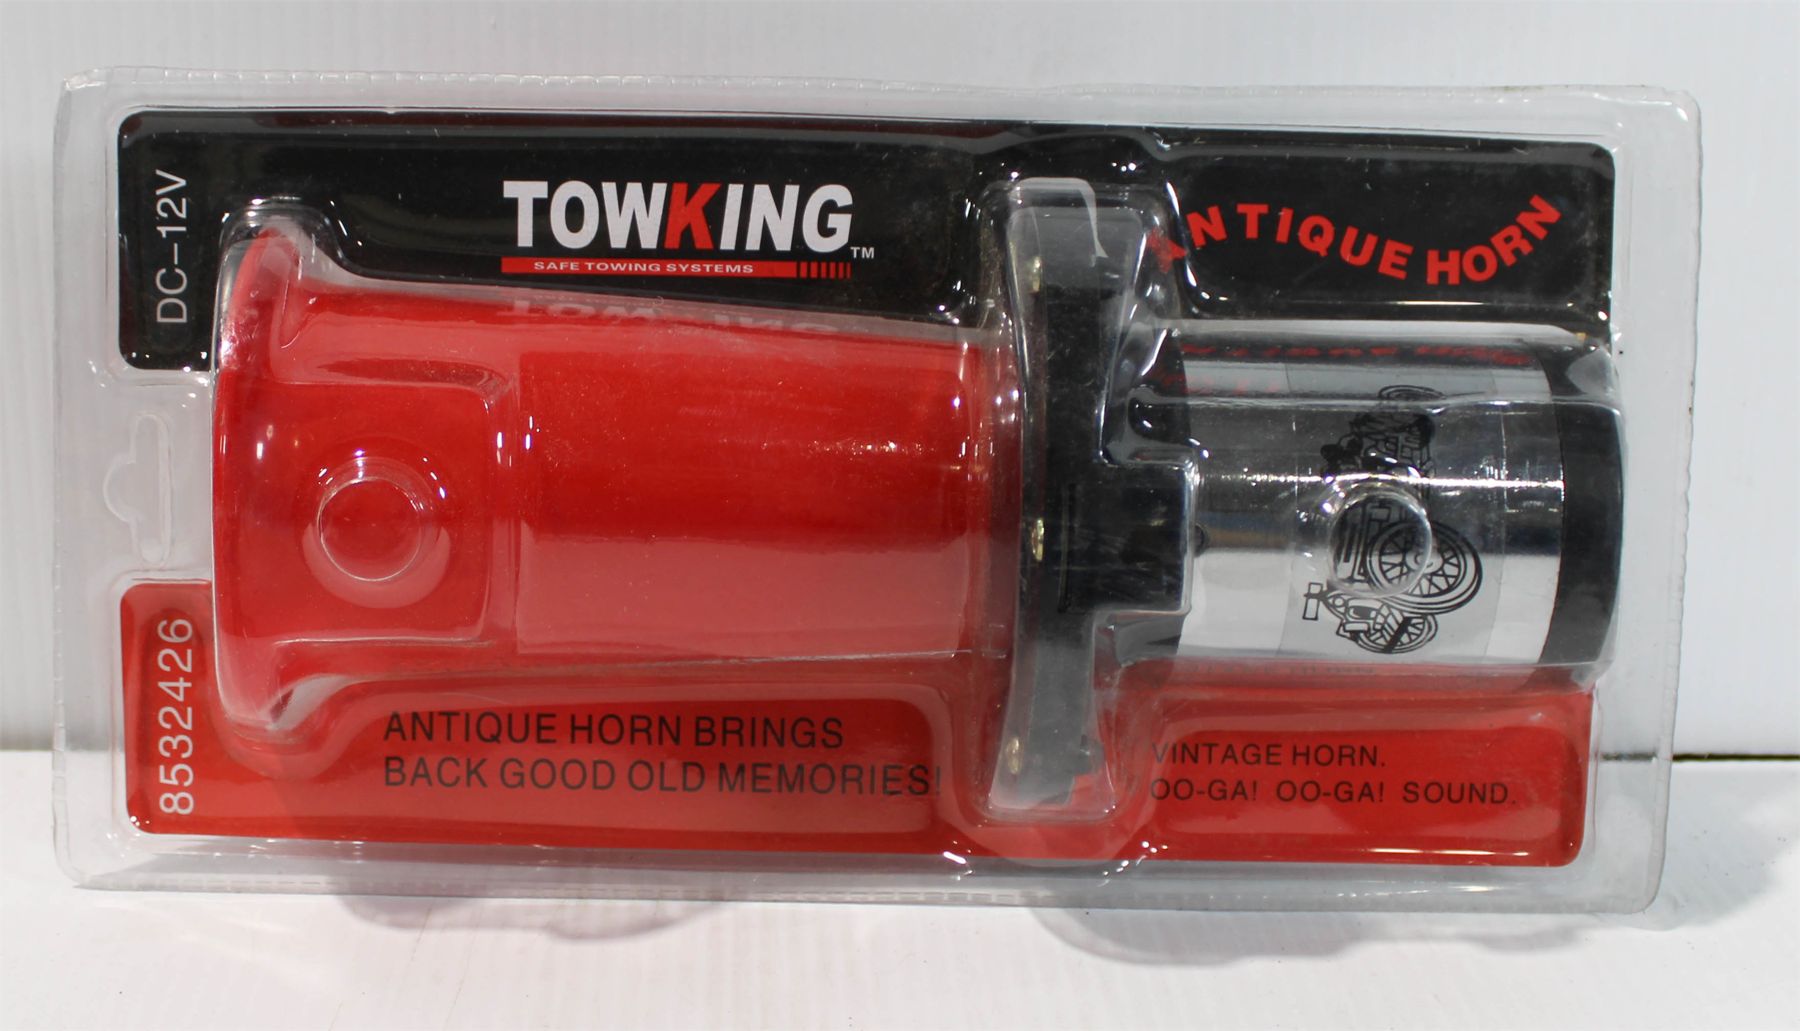 DC-12V
TOWKING™
SAFE TOWING SYSTEMS
ANTIQUE HORN
8532426
ANTIQUE HORN BRINGS
BACK GOOD OLD MEMORIES!
VINTAGE HORN.
OO-GA! OO-GA! SOUND.